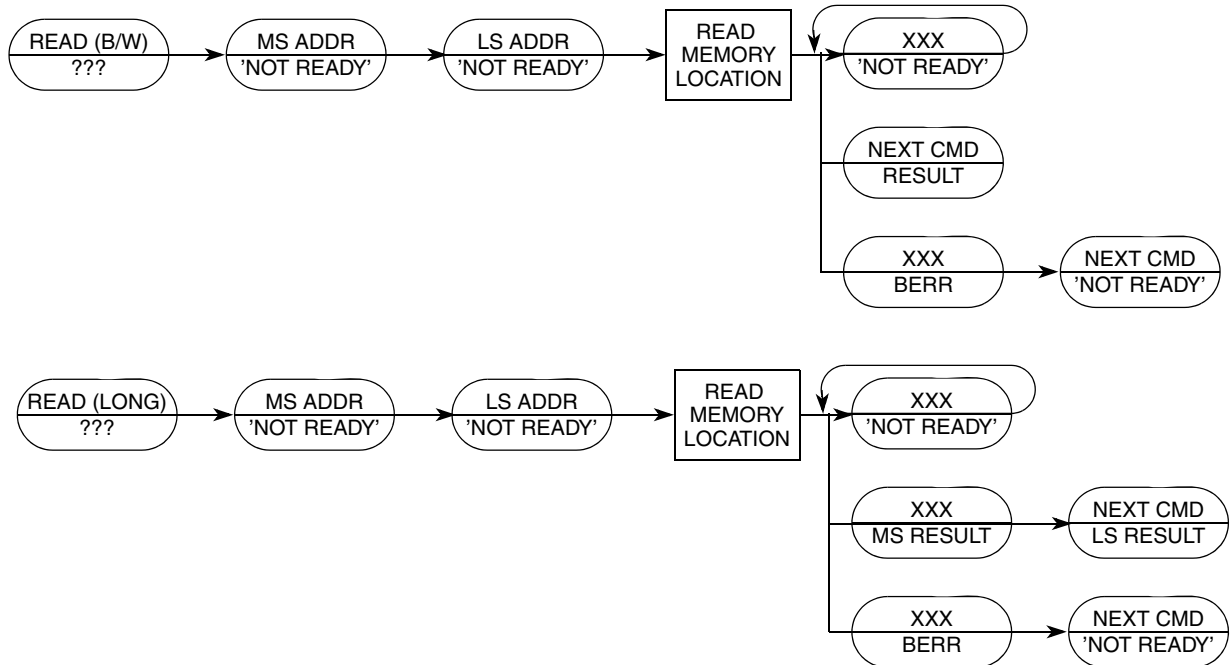 READ (B/W)
???
MS ADDR
'NOT READY'
LS ADDR
'NOT READY'
READ
MEMORY
LOCATION
XXX
'NOT READY'
NEXT CMD
RESULT
XXX
BERR
NEXT CMD
'NOT READY'
READ (LONG)
???
MS ADDR
'NOT READY'
LS ADDR
'NOT READY'
READ
MEMORY
LOCATION
XXX
'NOT READY'
XXX
MS RESULT
NEXT CMD
LS RESULT
XXX
BERR
NEXT CMD
'NOT READY'